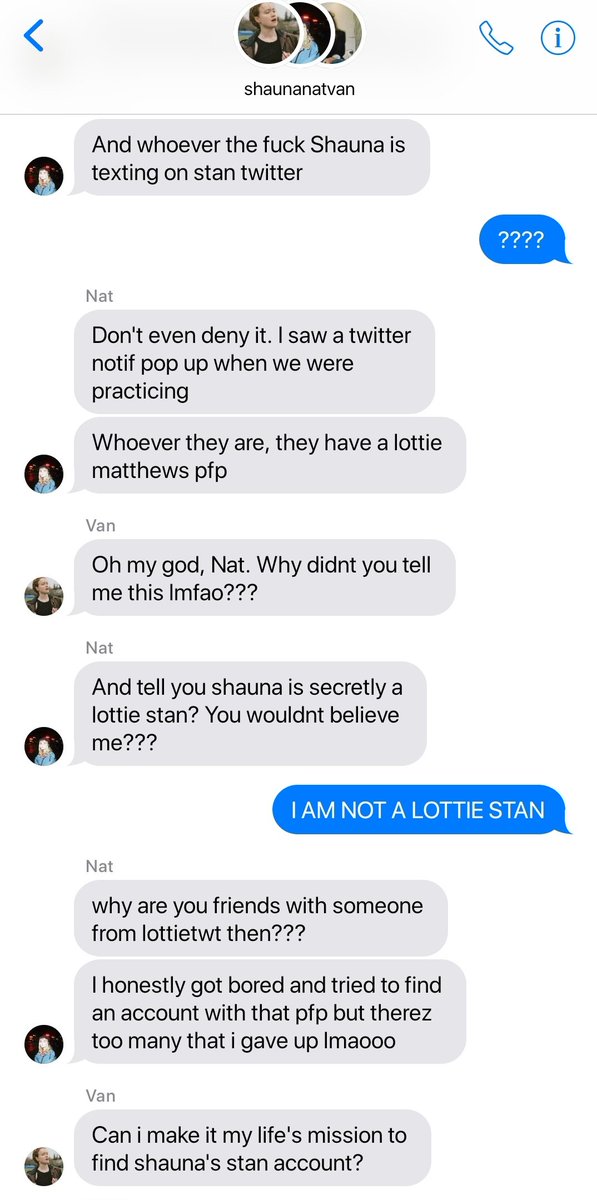 shaunanatvan
And whoever the fuck Shauna is
texting on stan twitter
????
Nat
Don't even deny it. I saw a twitter
notif pop up when we were
practicing
Whoever they are, they have a lottie
matthews pfp
Van
Oh my god, Nat. Why didnt you tell
me this lmfao???
Nat
And tell you shauna is secretly a
lottie stan? You wouldnt believe
me???
I AM NOT A LOTTIE STAN
Nat
why are you friends with someone
from lottietwt then???
I honestly got bored and tried to find
an account with that pfp but therez
too many that i gave up lmaooo
Van
Can i make it my life's mission to
find shauna's stan account?